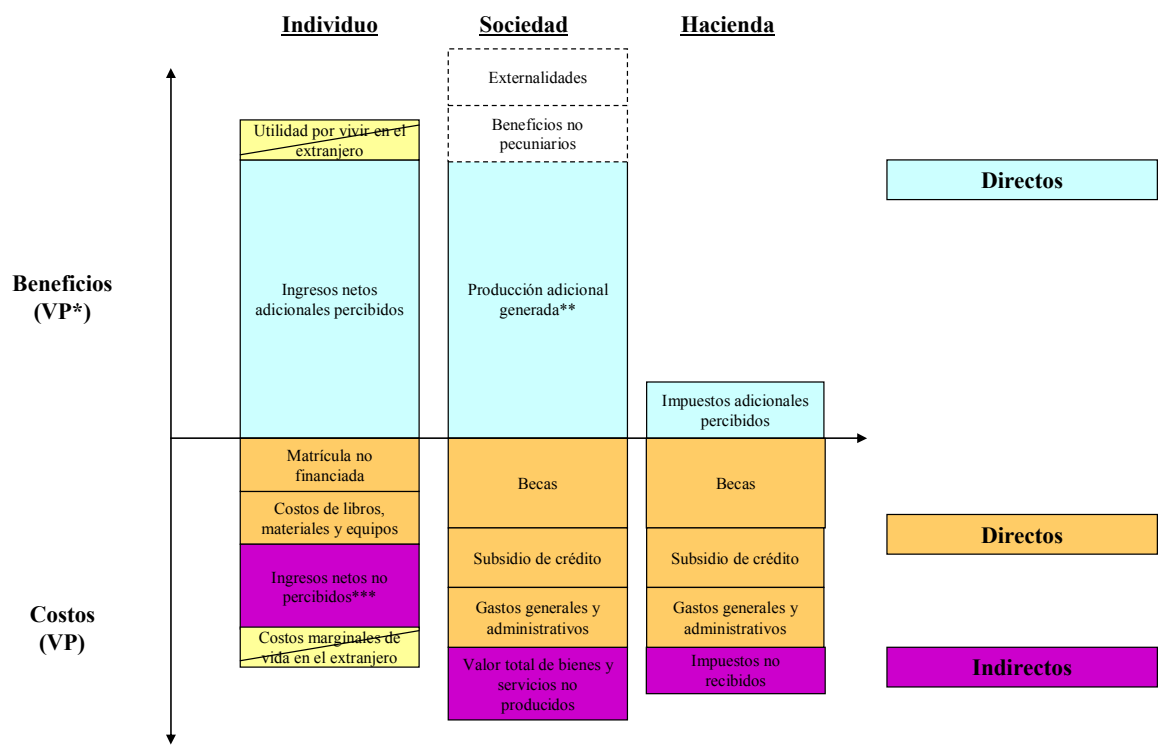 Individuo
Sociedad
Hacienda
Externalidades
Utilidad por vivir en el
extranjero
Beneficios no
pecuniarios
Directos
Beneficios
(VP*)
Ingresos netos
adicionales percibidos
Producción adicional
generada**
Impuestos adicionales
percibidos
Matrícula no
financiada
Becas
Becas
Costos de libros,
materiales y equipos
Directos
Ingresos netos no
percibidos***
Subsidio de crédito
Subsidio de crédito
Costos
(VP)
Gastos generales y
administrativos
Gastos generales y
administrativos
Costos marginales de
vida en el extranjero
Valor total de bienes y
servicios no
producidos
Impuestos no
recibidos
Indirectos